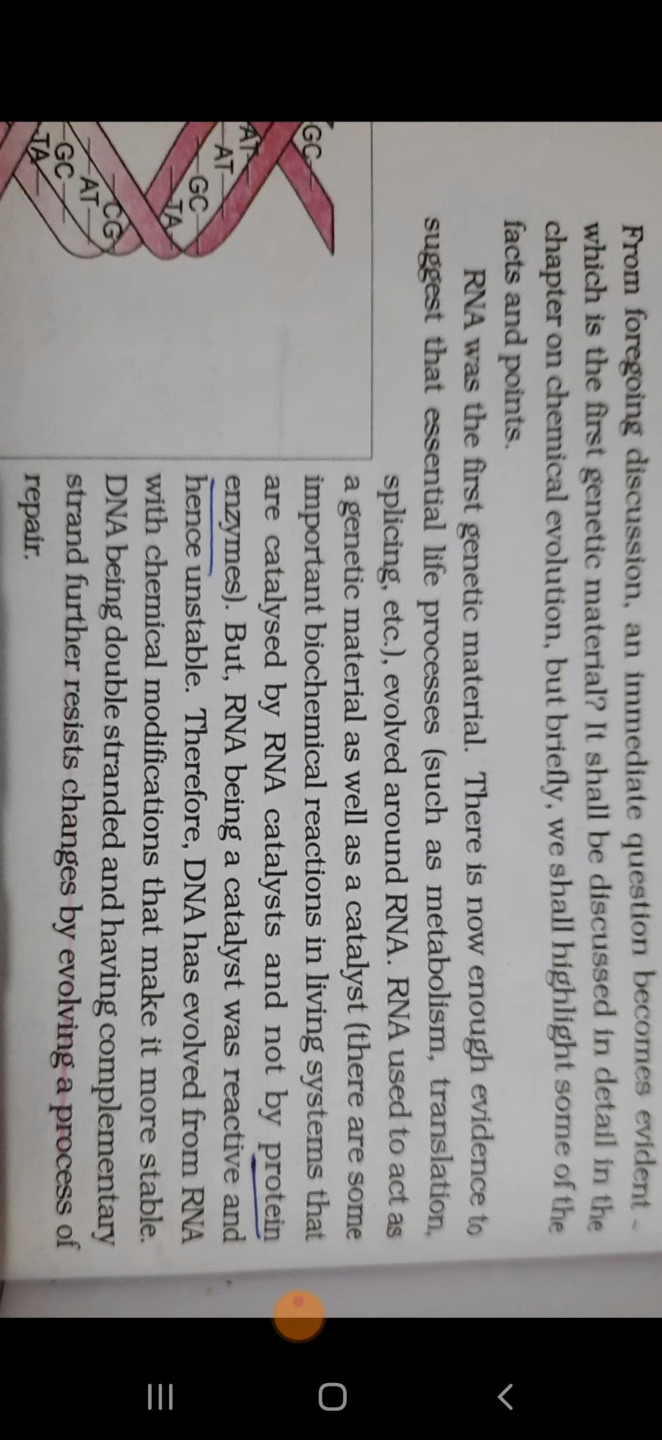 From foregoing discussion, an immediate question becomes evident -
which is the first genetic material? It shall be discussed in detail in the
chapter on chemical evolution, but briefly, we shall highlight some of the
facts and points.
RNA was the first genetic material. There is now enough evidence to
suggest that essential life processes (such as metabolism, translation,
splicing, etc.), evolved around RNA. RNA used to act as
a genetic material as well as a catalyst (there are some
important biochemical reactions in living systems that
are catalysed by RNA catalysts and not by protein
enzymes). But, RNA being a catalyst was reactive and
hence unstable. Therefore, DNA has evolved from RNA
with chemical modifications that make it more stable.
DNA being double stranded and having complementary
strand further resists changes by evolving a process of
repair.
GC
AT
AT
GC
TA
CG
AT
GC
TA